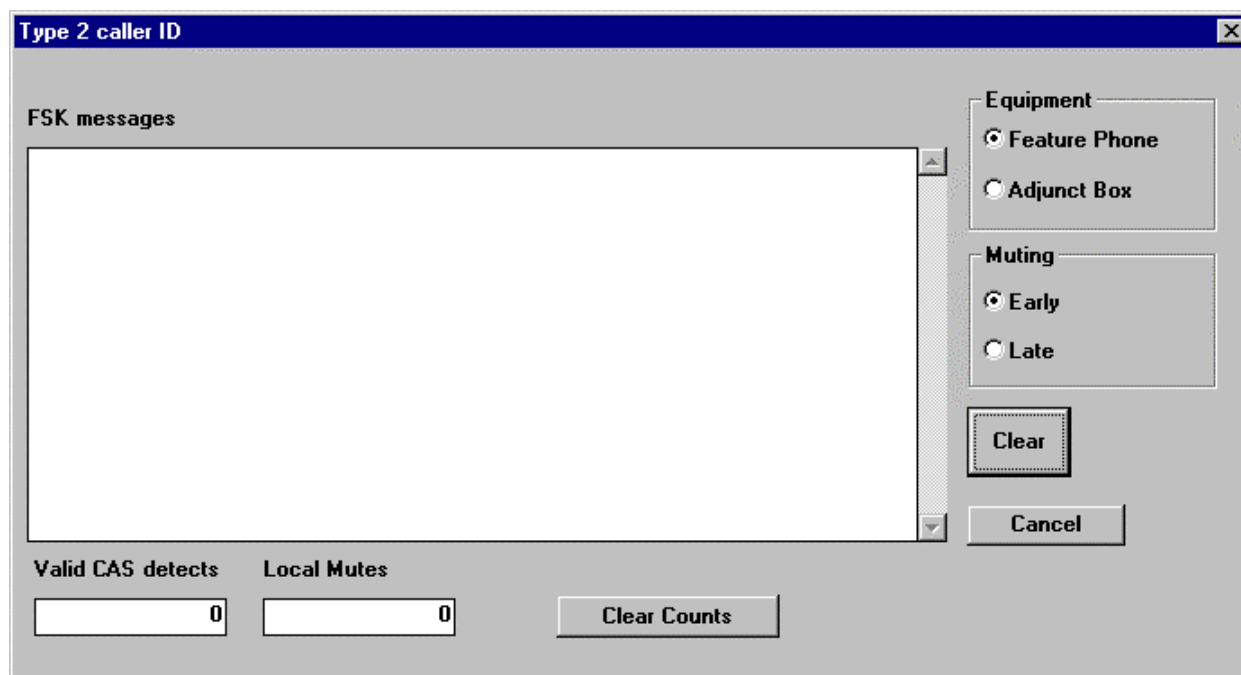 Type 2 caller ID
FSK messages
Equipment
Feature Phone
Adjunct Box
Muting
Early
Late
Clear
Cancel
Valid CAS detects
Local Mutes
0
0
Clear Counts